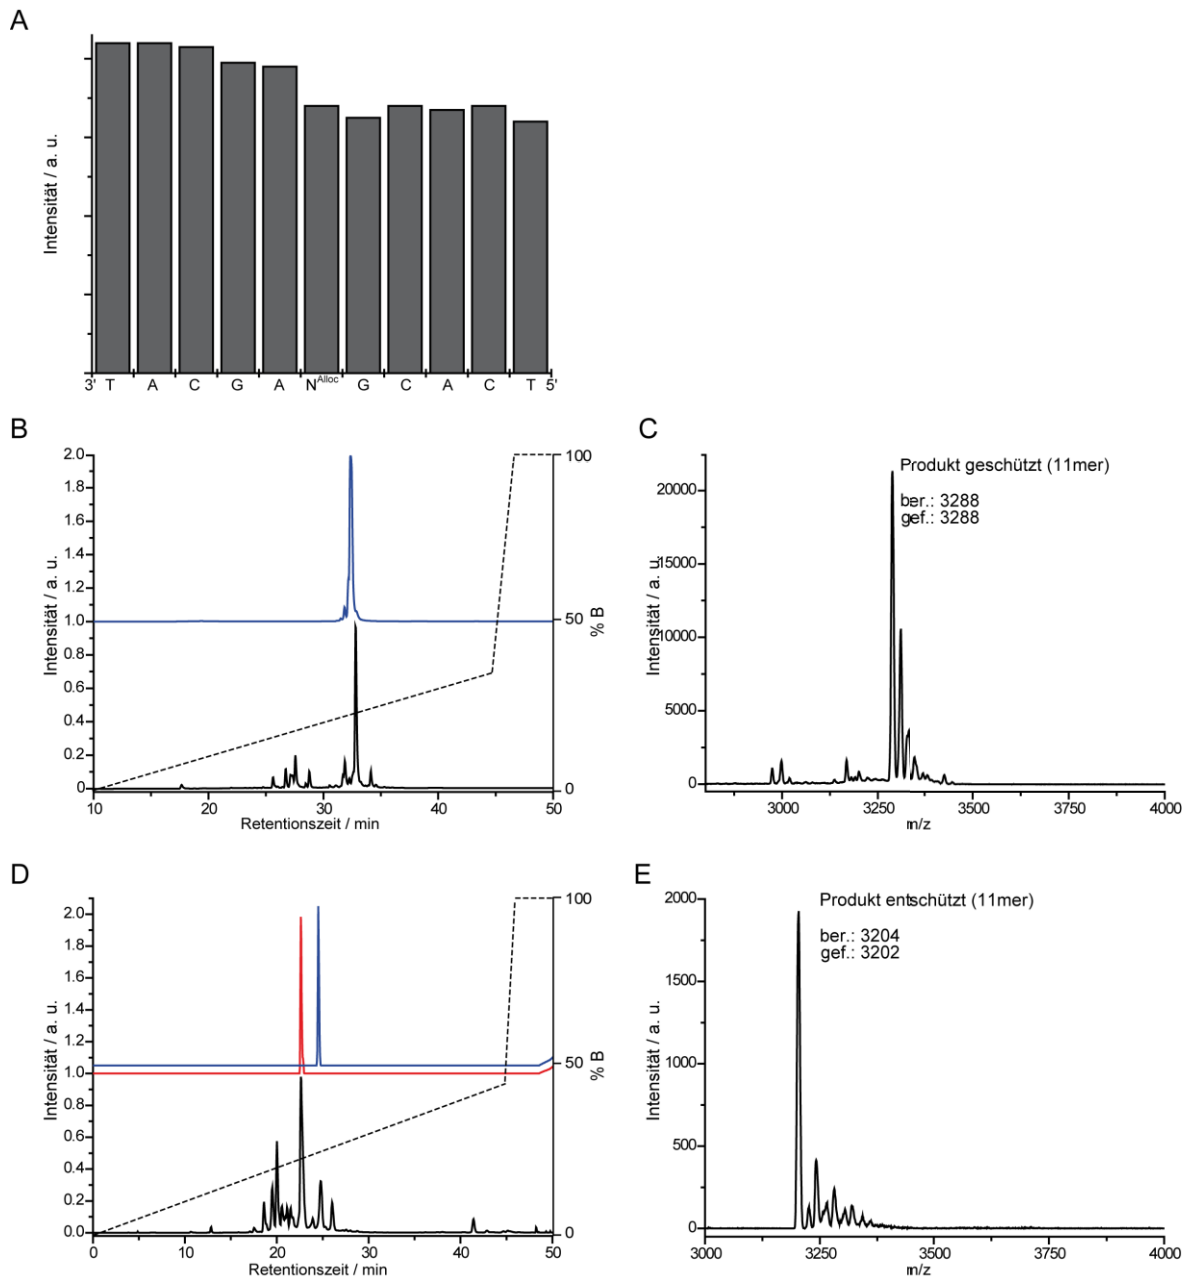 A
Intensität / a. u.
3' T A C G A N^Alloc G C A C T 5'
B
2.0
1.8
1.6
1.4
1.2
1.0
0.8
0.6
0.4
0.2
0
Intensität / a. u.
100
50
0
% B
10 20 30 40 50
Retentionszeit / min
C
Produkt geschützt (11mer)
ber.: 3288
gef.: 3288
20000
15000
10000
5000
0
Intensität / a. u.
3000 3250 3500 3750 4000
m/z
D
2.0
1.8
1.6
1.4
1.2
1.0
0.8
0.6
0.4
0.2
0.0
Intensität / a. u.
100
50
0
% B
0 10 20 30 40 50
Retentionszeit / min
E
Produkt entschützt (11mer)
ber.: 3204
gef.: 3202
2000
1500
1000
500
0
Intensität / a. u.
3000 3250 3500 3750 4000
m/z